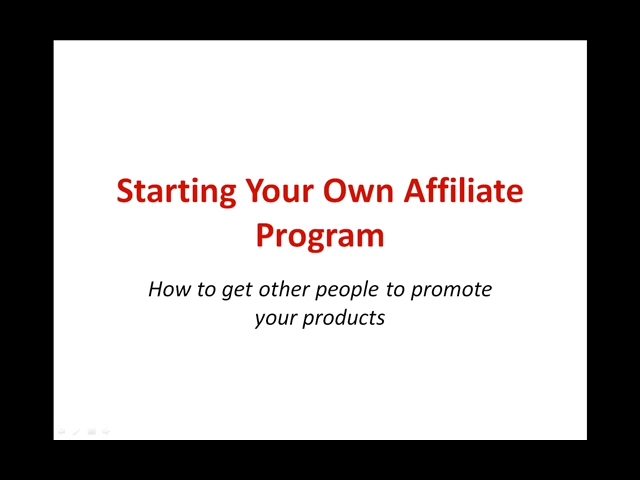 Starting Your Own Affiliate
Program
How to get other people to promote
your products